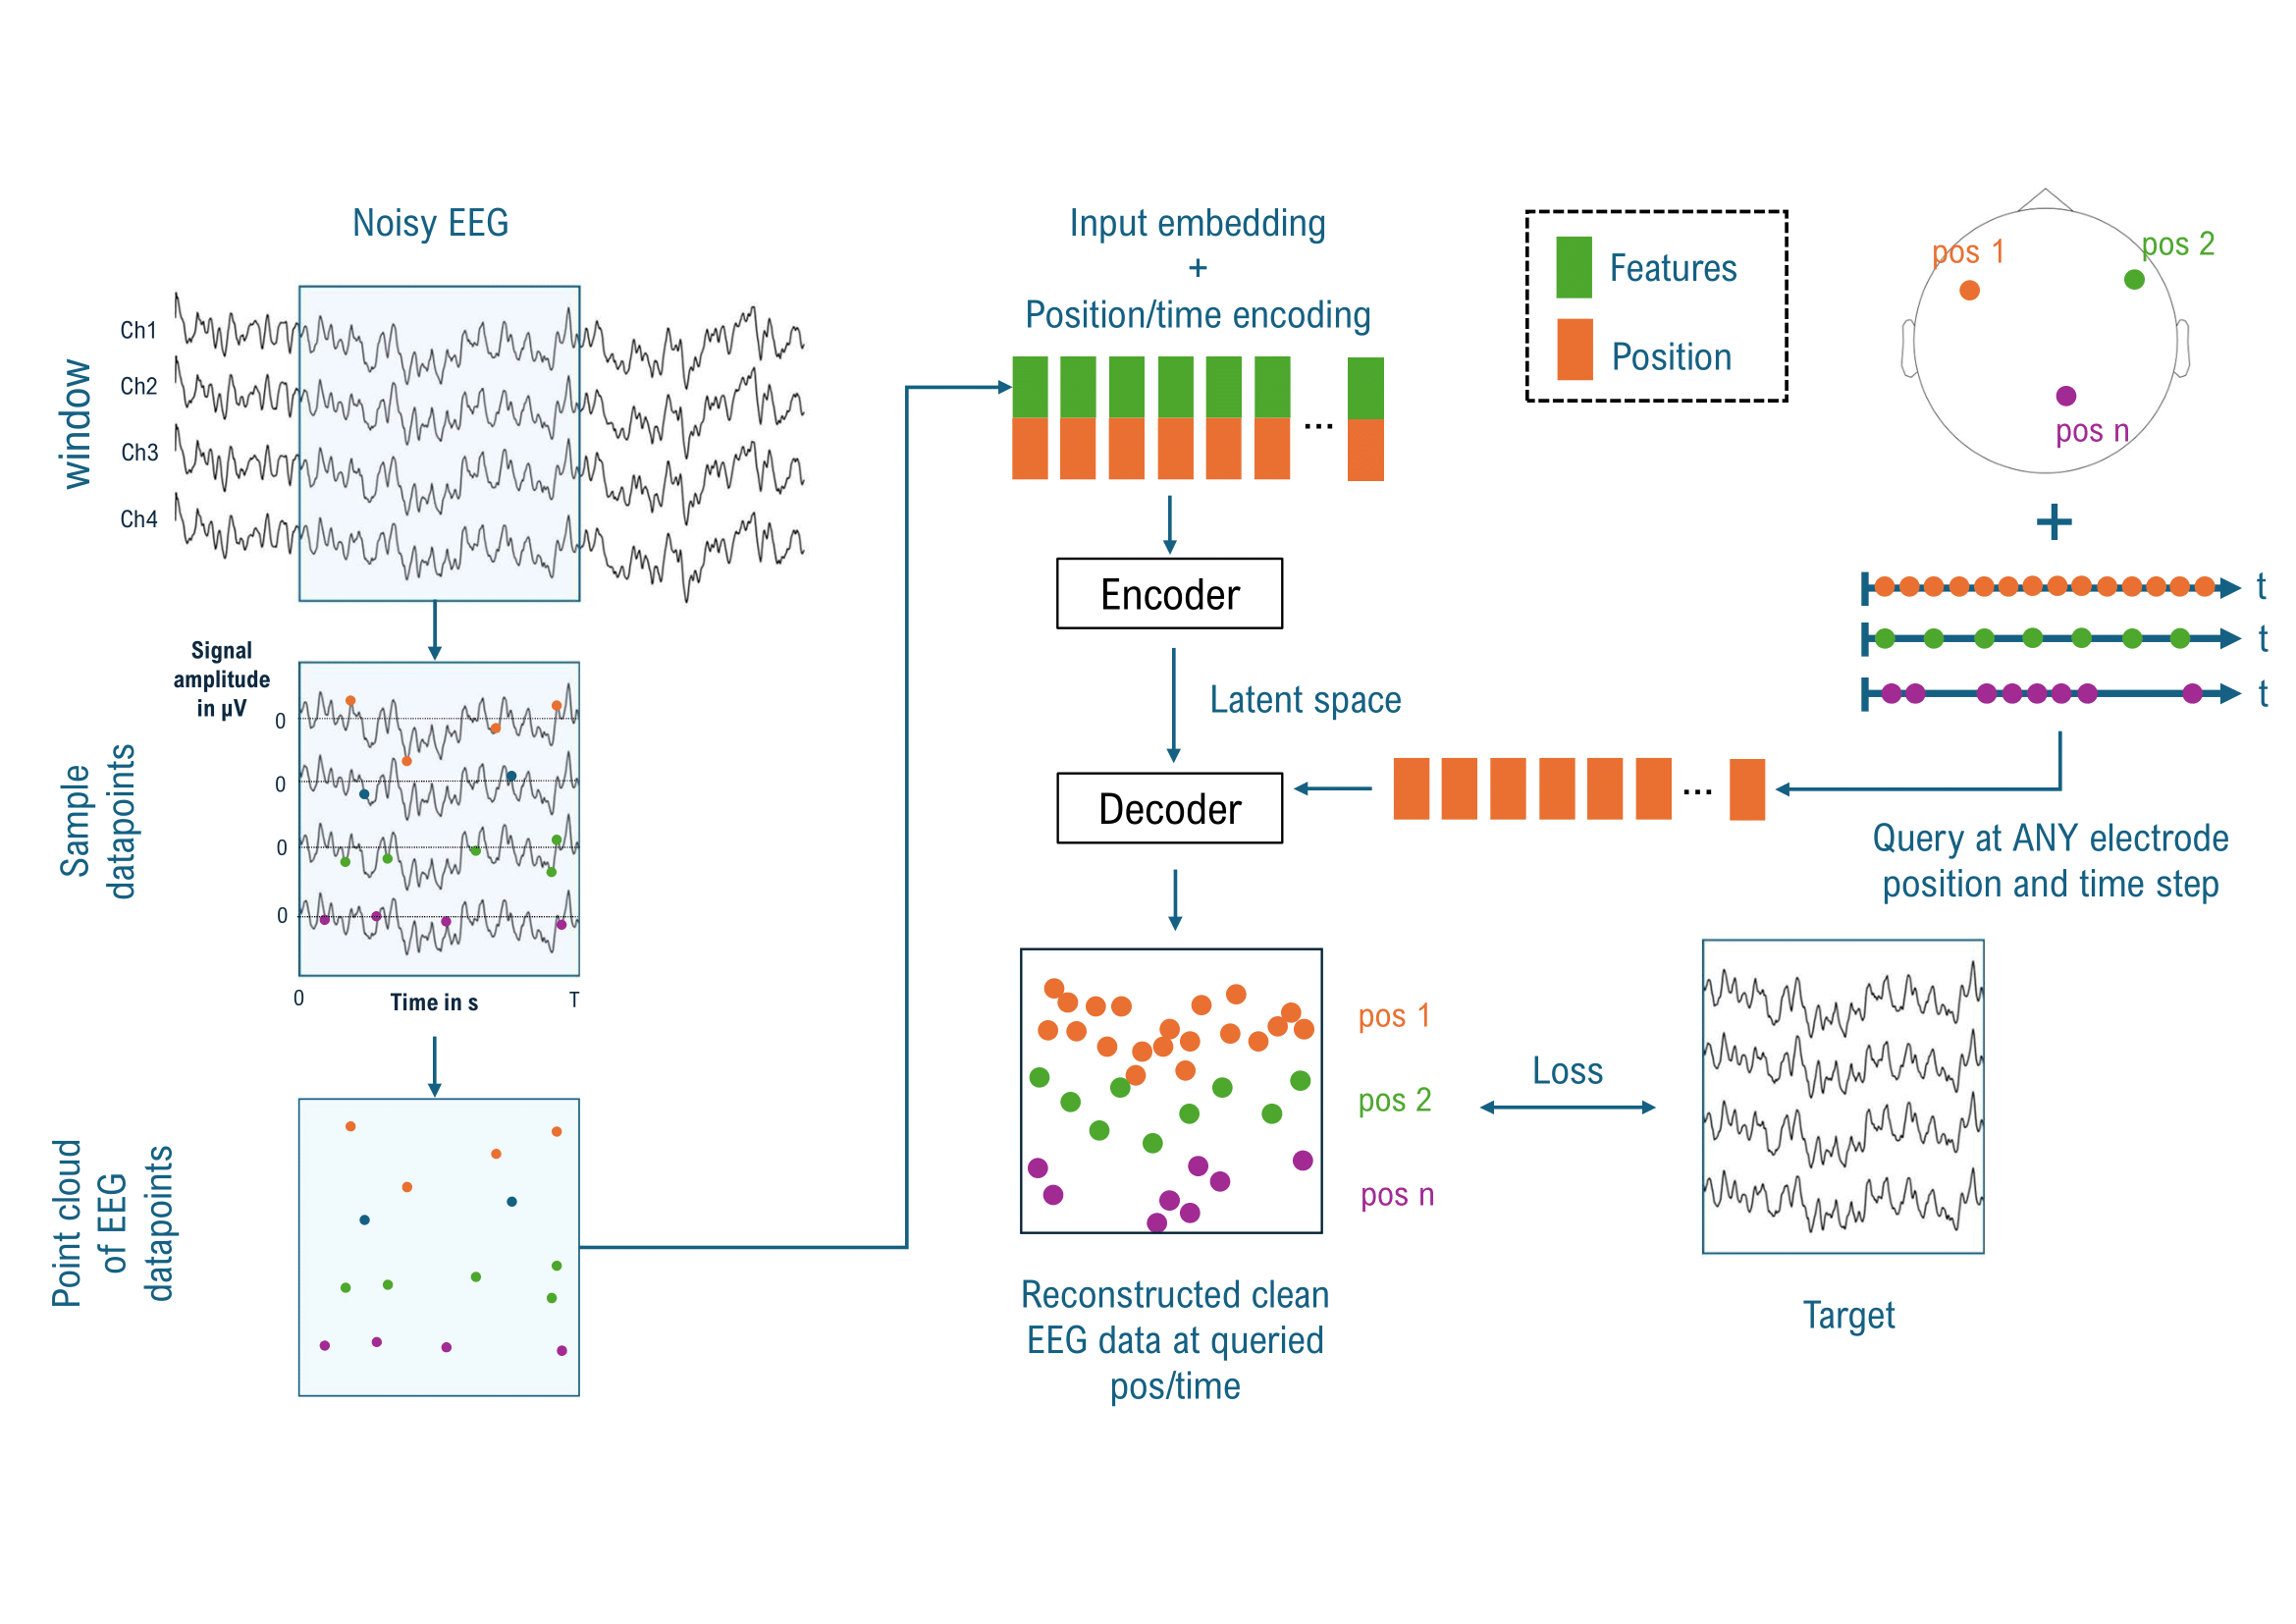 Noisy EEG
window
Ch1
Ch2
Ch3
Ch4
Signal
amplitude
in µV
0
0
0
0
Sample
datapoints
0
Time in s
T
Point cloud
of EEG
datapoints
Input embedding
+
Position/time encoding
...
Features
Position
Encoder
Latent space
Decoder
...
pos 1
pos 2
pos n
+
t
t
t
Query at ANY electrode
position and time step
pos 1
pos 2
pos n
Reconstructed clean
EEG data at queried
pos/time
Loss
Target